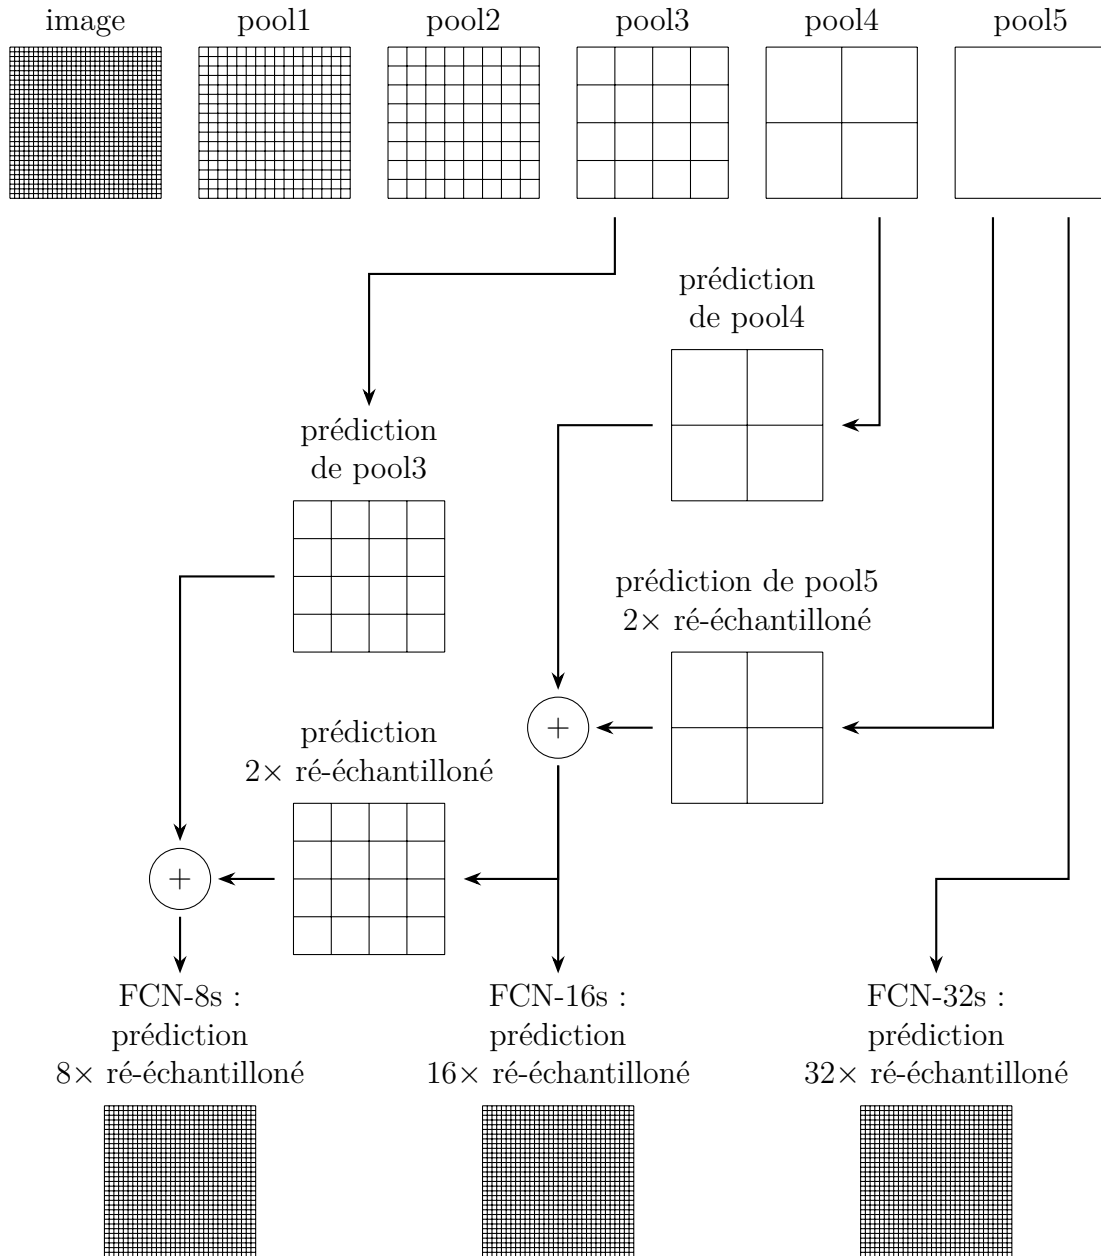 image
pool1
pool2
pool3
pool4
pool5
prédiction
de pool4
prédiction
de pool3
prédiction de pool5
2× ré-échantilloné
+
prédiction
2× ré-échantilloné
+
FCN-8s :
prédiction
8× ré-échantilloné
FCN-16s :
prédiction
16× ré-échantilloné
FCN-32s :
prédiction
32× ré-échantilloné